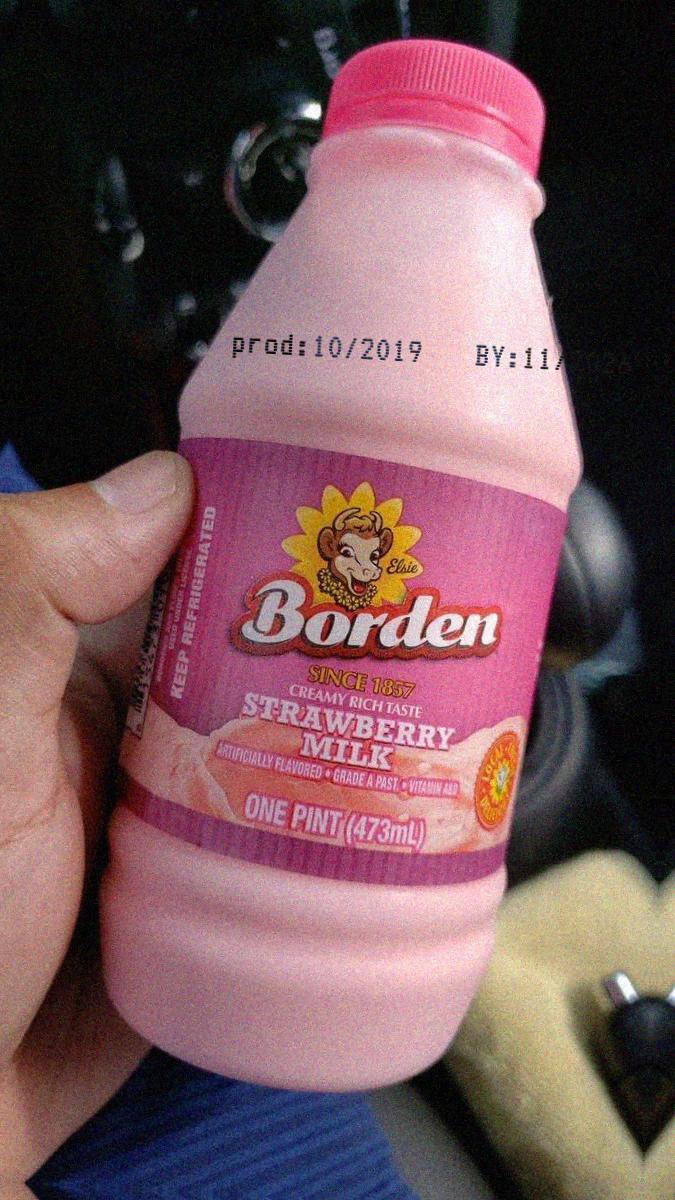 prod:10/2019 BY:11/
Elsie
Borden
SINCE 1857
CREAMY RICH TASTE
STRAWBERRY
MILK
ARTIFICIALLY FLAVORED • GRADE A PAST. • VITAMIN A&D
ONE PINT (473mL)
KEEP REFRIGERATED